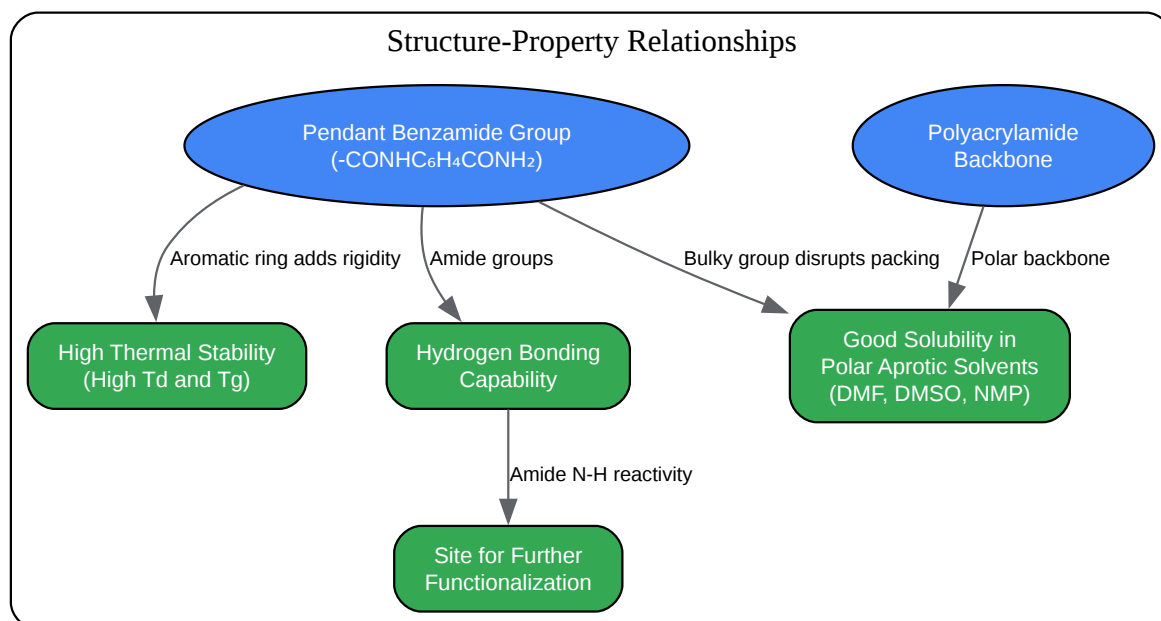 Structure-Property Relationships
Pendant Benzamide Group
(-CONHC₆H₄CONH₂)
Polyacrylamide
Backbone
Aromatic ring adds rigidity
Amide groups
Bulky group disrupts packing
Polar backbone
High Thermal Stability
(High Td and Tg)
Hydrogen Bonding
Capability
Good Solubility in
Polar Aprotic Solvents
(DMF, DMSO, NMP)
Amide N-H reactivity
Site for Further
Functionalization